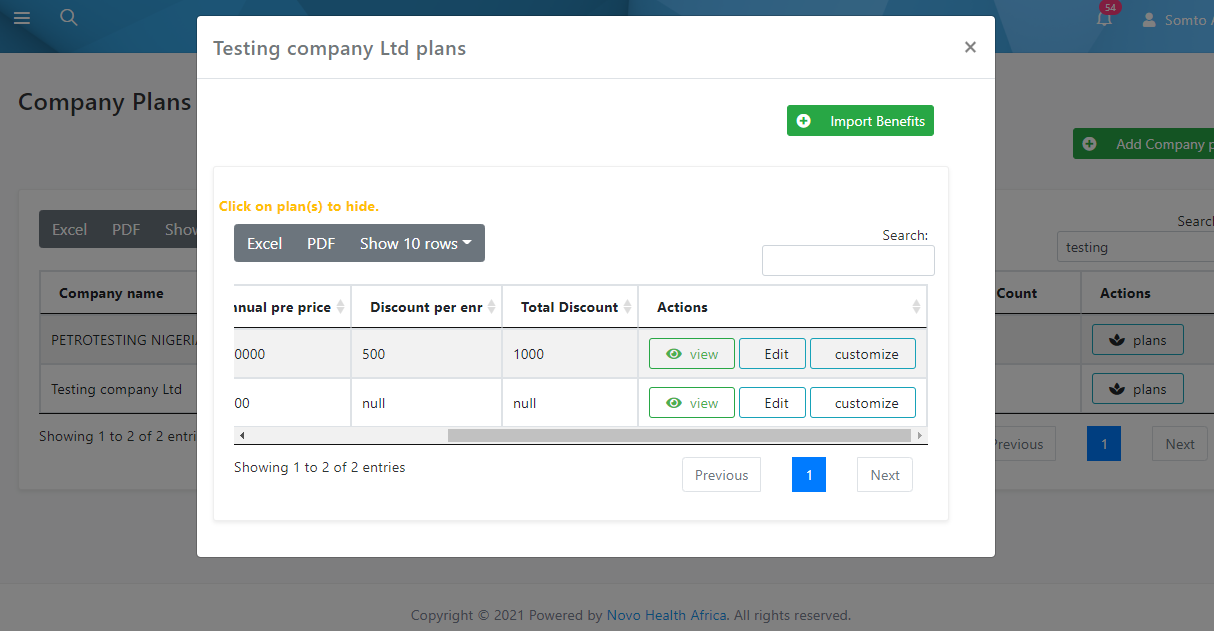 54
Somto
Testing company Ltd plans
×
Company Plans
Import Benefits
Add Company
Click on plan(s) to hide.
Excel PDF Show
Excel PDF Show 10 rows
Search:
testing
Company name
nnual pre price Discount per enr Total Discount Actions
Count Actions
PETROTESTING NIGERI
0000 500 1000 view Edit customize
plans
Testing company Ltd
00 null null view Edit customize
plans
Showing 1 to 2 of 2 entri
Showing 1 to 2 of 2 entries
Previous 1 Next
revious 1 Next
Copyright © 2021 Powered by Novo Health Africa. All rights reserved.